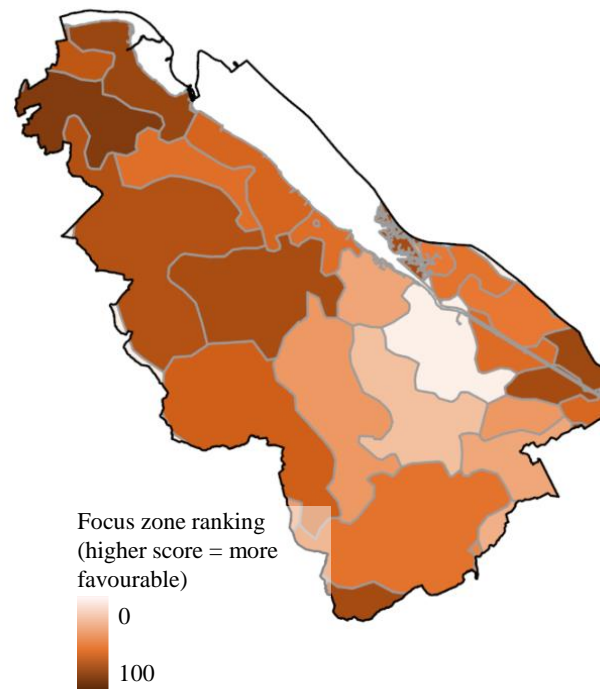 Focus zone ranking
(higher score = more
favourable)
0
100